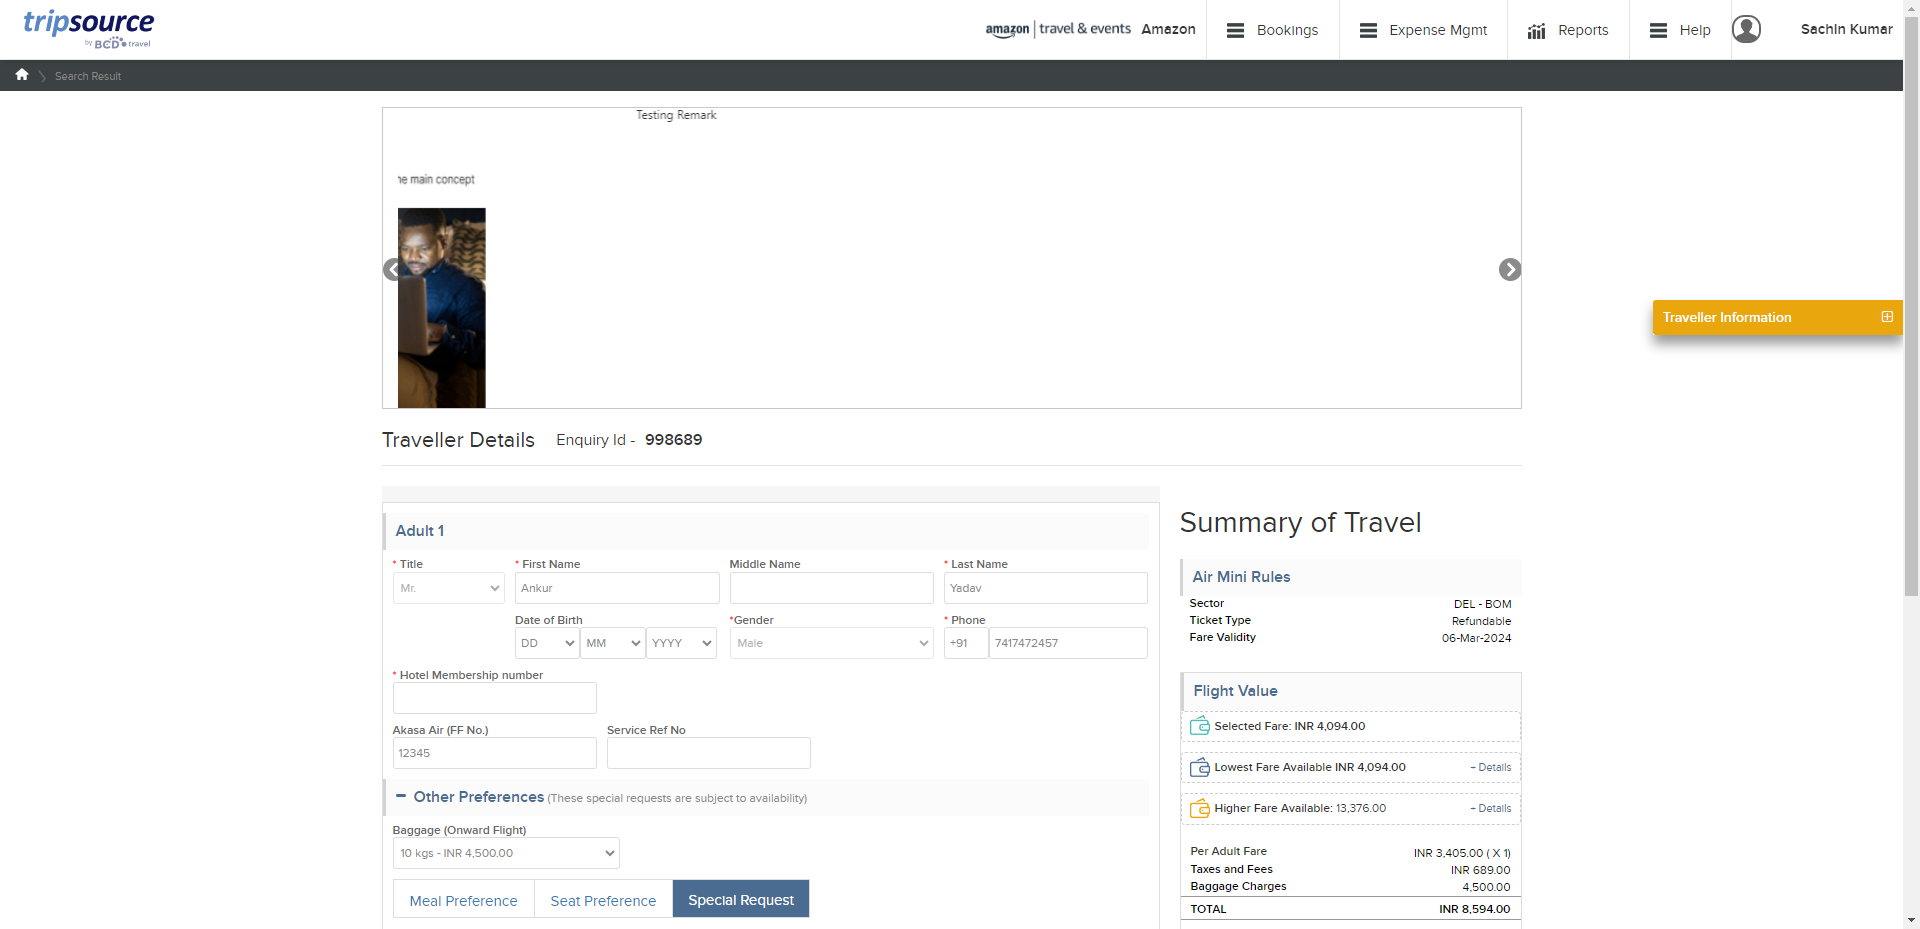 tripsource
by BCD travel
amazon travel & events Amazon
Bookings
Expense Mgmt
Reports
Help
Sachin Kumar
Search Result
Testing Remark
he main concept
Traveller Information
Traveller Details Enquiry Id - 998689
Adult 1
* Title
* First Name
Middle Name
* Last Name
Mr.
Ankur
Yadav
Date of Birth
*Gender
* Phone
DD
MM
YYYY
Male
+91
7417472457
* Hotel Membership number
Akasa Air (FF No.)
Service Ref No
12345
Other Preferences (These special requests are subject to availability)
Baggage (Onward Flight)
10 kgs - INR 4,500.00
Meal Preference
Seat Preference
Special Request
Summary of Travel
Air Mini Rules
Sector DEL - BOM
Ticket Type Refundable
Fare Validity 06-Mar-2024
Flight Value
Selected Fare: INR 4,094.00
Lowest Fare Available INR 4,094.00 + Details
Higher Fare Available: 13,376.00 + Details
Per Adult Fare INR 3,405.00 ( X 1)
Taxes and Fees INR 689.00
Baggage Charges 4,500.00
TOTAL INR 8,594.00